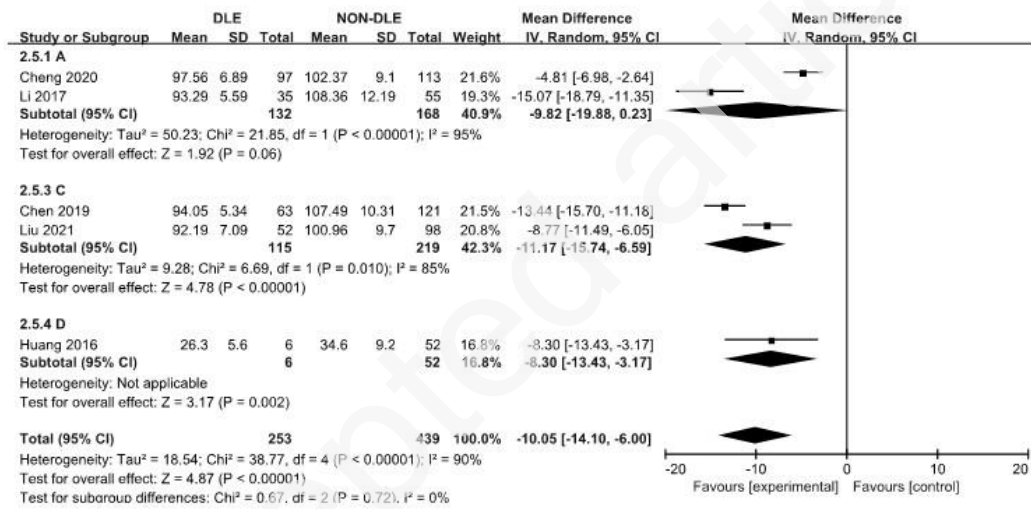 DLE NON-DLE Mean Difference Mean Difference
Study or Subgroup Mean SD Total Mean SD Total Weight IV, Random, 95% CI IV, Random, 95% CI
2.5.1 A
Cheng 2020 97.56 6.89 97 102.37 9.1 113 21.6% -4.81 [-6.98, -2.64]
Li 2017 93.29 5.59 35 108.36 12.19 55 19.3% -15.07 [-18.79, -11.35]
Subtotal (95% CI) 132 168 40.9% -9.82 [-19.88, 0.23]
Heterogeneity: Tau² = 50.23; Chi² = 21.85, df = 1 (P < 0.00001); I² = 95%
Test for overall effect: Z = 1.92 (P = 0.06)
2.5.3 C
Chen 2019 94.05 5.34 63 107.49 10.31 121 21.5% -13.44 [-15.70, -11.18]
Liu 2021 92.19 7.09 52 100.96 9.7 98 20.8% -8.77 [-11.49, -6.05]
Subtotal (95% CI) 115 219 42.3% -11.17 [-15.74, -6.59]
Heterogeneity: Tau² = 9.28; Chi² = 6.69, df = 1 (P = 0.010); I² = 85%
Test for overall effect: Z = 4.78 (P < 0.00001)
2.5.4 D
Huang 2016 26.3 5.6 6 34.6 9.2 52 16.8% -8.30 [-13.43, -3.17]
Subtotal (95% CI) 6 52 16.8% -8.30 [-13.43, -3.17]
Heterogeneity: Not applicable
Test for overall effect: Z = 3.17 (P = 0.002)
Total (95% CI) 253 439 100.0% -10.05 [-14.10, -6.00]
Heterogeneity: Tau² = 18.54; Chi² = 38.77, df = 4 (P < 0.00001); I² = 90%
Test for overall effect: Z = 4.87 (P < 0.00001)
Test for subgroup differences: Chi² = 0.67, df = 2 (P = 0.72), I² = 0%
-20 -10 0 10 20
Favours [experimental] Favours [control]